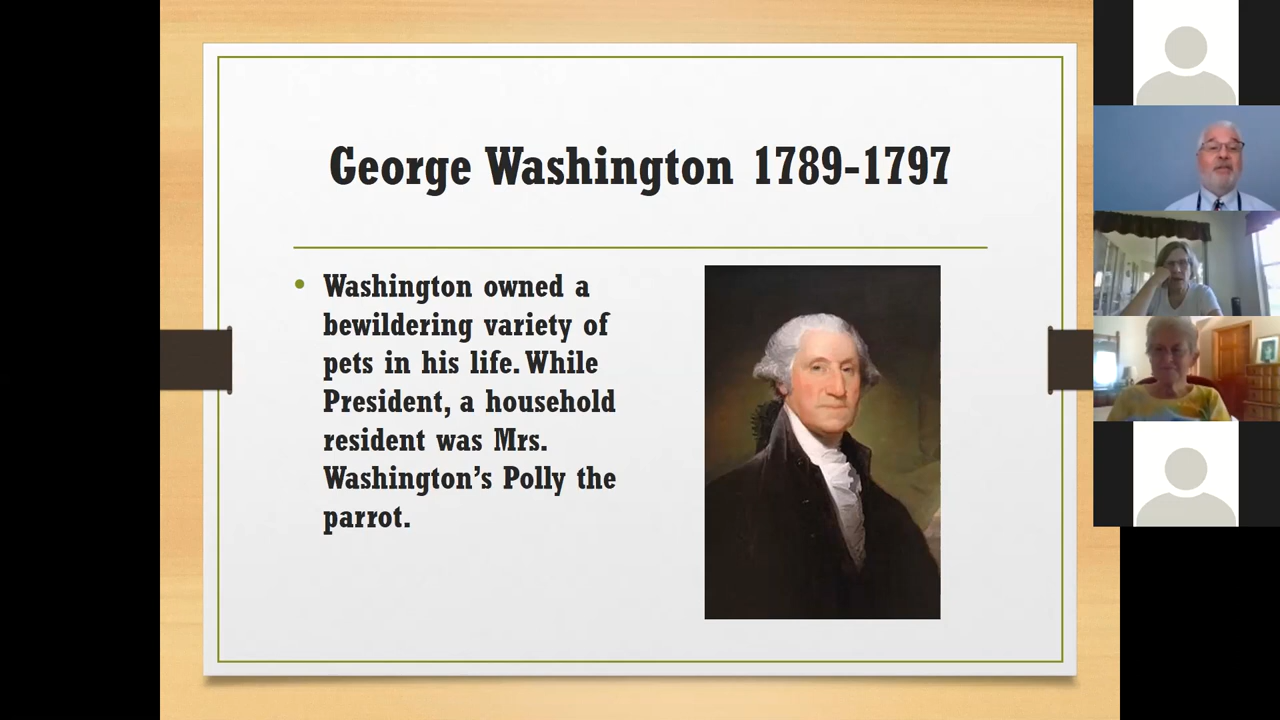 George Washington 1789-1797
• Washington owned a
bewildering variety of
pets in his life. While
President, a household
resident was Mrs.
Washington’s Polly the
parrot.